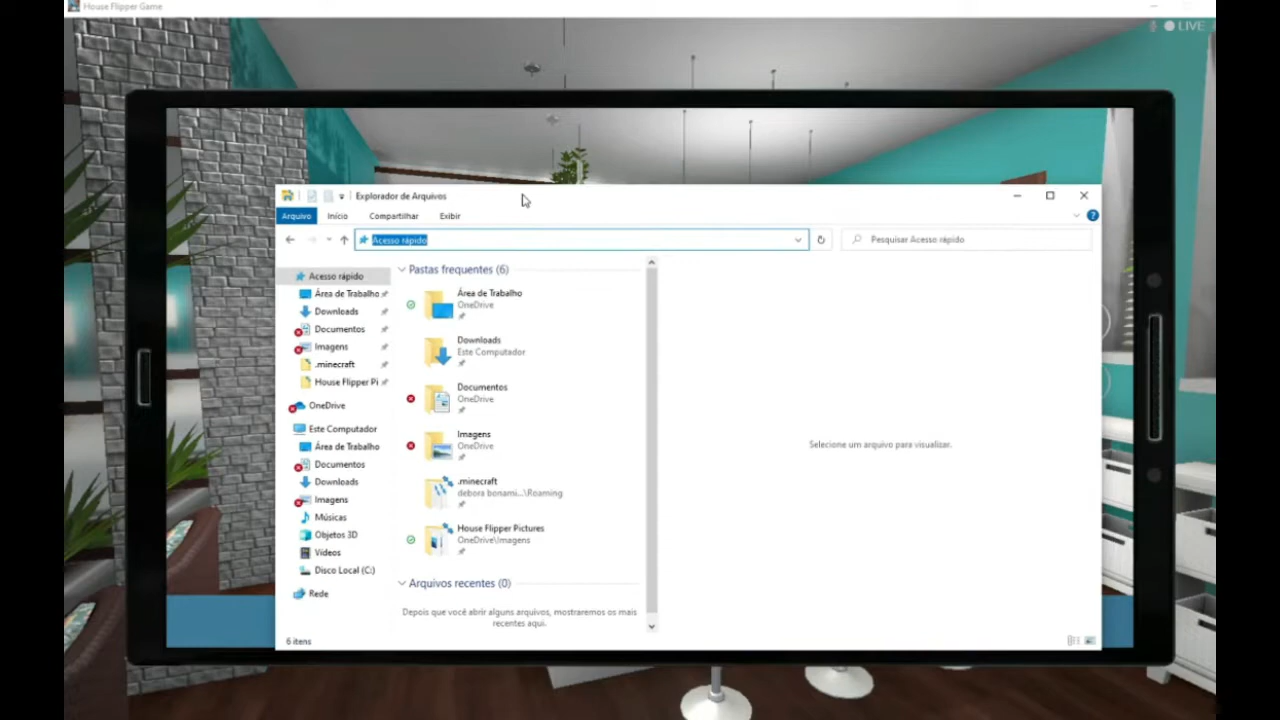 House Flipper Game
LIVE
Explorador de Arquivos
Arquivo Início Compartilhar Exibir
Acesso rápido
Pesquisar Acesso rápido
Acesso rápido
Área de Trabalho
Downloads
Documentos
Imagens
.minecraft
House Flipper Pi
OneDrive
Este Computador
Área de Trabalho
Documentos
Downloads
Imagens
Músicas
Objetos 3D
Vídeos
Disco Local (C:)
Rede
Pastas frequentes (6)
Área de Trabalho
OneDrive
Downloads
Este Computador
Documentos
OneDrive
Imagens
OneDrive
.minecraft
debora bonami...\Roaming
House Flipper Pictures
OneDrive\Imagens
Arquivos recentes (0)
Depois que você abrir alguns arquivos, mostraremos os mais
recentes aqui.
Selecione um arquivo para visualizar.
6 itens